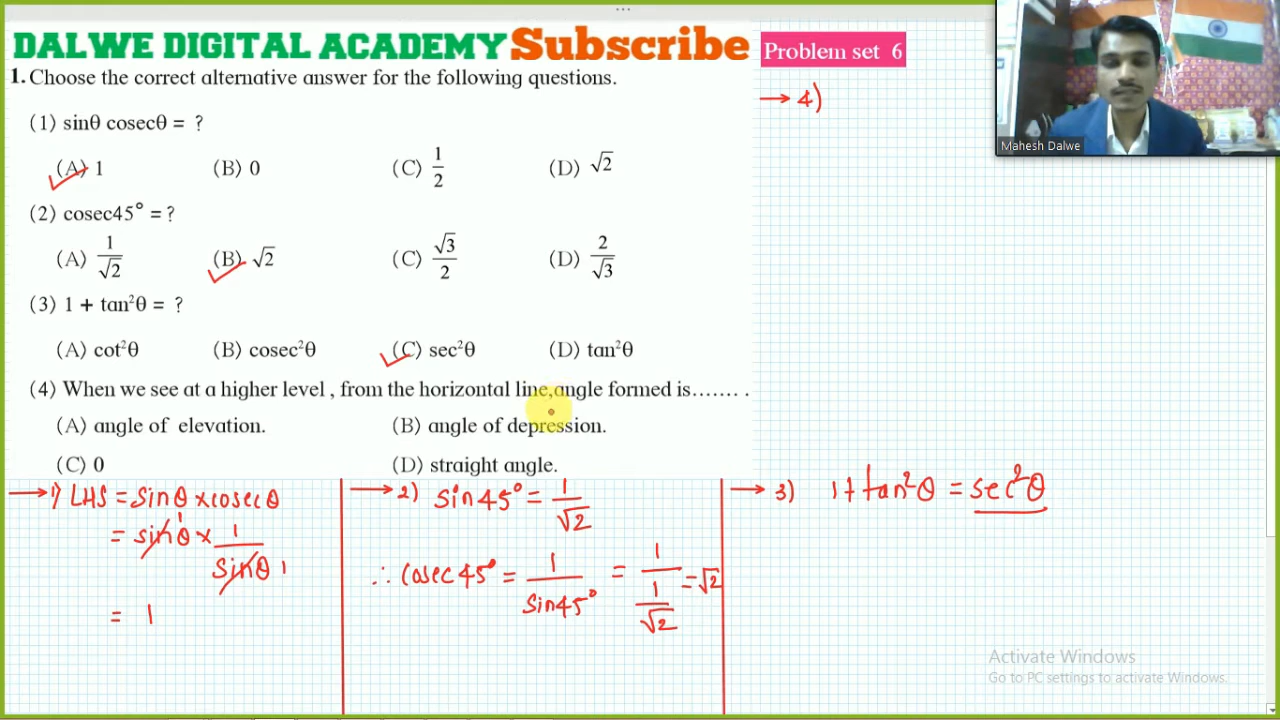 DALWE DIGITAL ACADEMY Subscribe Problem set 6
1. Choose the correct alternative answer for the following questions.
(1) sinθ cosecθ = ?
(A) 1 (B) 0 (C) 1/2 (D) √2
(2) cosec45° = ?
(A) 1/√2 (B) √2 (C) √3/2 (D) 2/√3
(3) 1 + tan²θ = ?
(A) cot²θ (B) cosec²θ (C) sec²θ (D) tan²θ
(4) When we see at a higher level , from the horizontal line,angle formed is....... .
(A) angle of elevation. (B) angle of depression.
(C) 0 (D) straight angle.
→ 4)
Mahesh Dalwe
→ 1) LHS = sinθ × cosecθ
= sinθ 1 × 1/sinθ 1
= 1
→ 2) sin45° = 1/√2
∴ cosec45° = 1/sin45° = 1/(1/√2) = √2
→ 3) 1+tan²θ = sec²θ
Activate Windows
Go to PC settings to activate Windows.